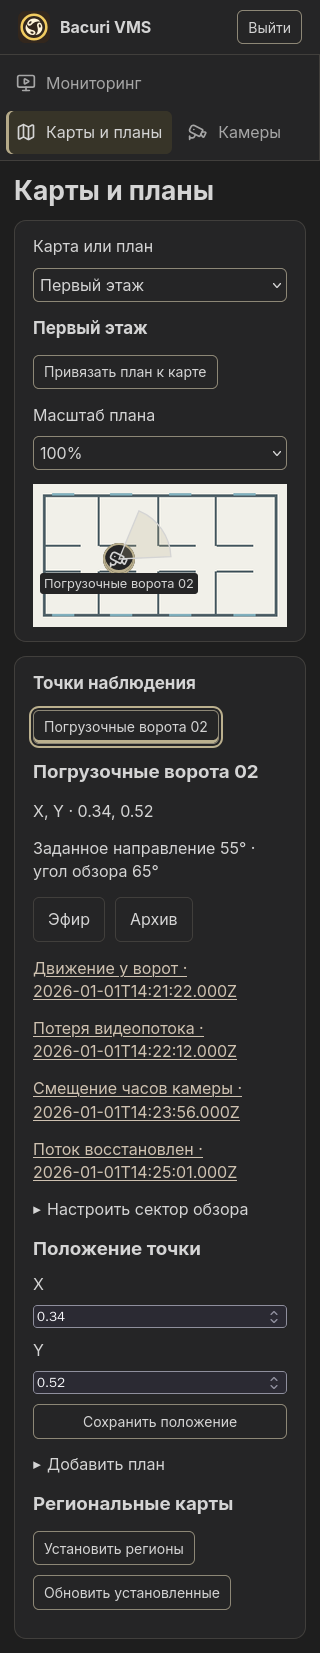 Bacuri VMS
Выйти
Мониторинг
Карты и планы
Камеры
Карты и планы
Карта или план
Первый этаж
Первый этаж
Привязать план к карте
Масштаб плана
100%
Погрузочные ворота 02
Точки наблюдения
Погрузочные ворота 02
Погрузочные ворота 02
X, Y · 0.34, 0.52
Заданное направление 55° ·
угол обзора 65°
Эфир
Архив
Движение у ворот ·
2026-01-01T14:21:22.000Z
Потеря видеопотока ·
2026-01-01T14:22:12.000Z
Смещение часов камеры ·
2026-01-01T14:23:56.000Z
Поток восстановлен ·
2026-01-01T14:25:01.000Z
Настроить сектор обзора
Положение точки
X
0.34
Y
0.52
Сохранить положение
Добавить план
Региональные карты
Установить регионы
Обновить установленные